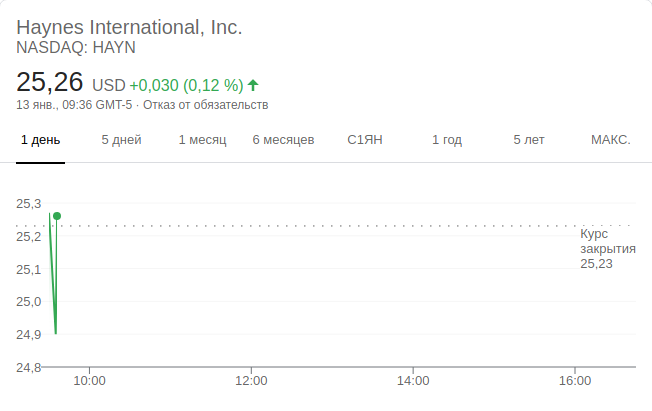 Haynes International, Inc.
NASDAQ: HAYN
25,26 USD +0,030 (0,12 %)
13 янв., 09:36 GMT-5 · Отказ от обязательств
1 день 5 дней 1 месяц 6 месяцев С1ЯН 1 год 5 лет МАКС.
25,3
25,2
25,1
25,0
24,9
24,8
Курс
закрытия
25,23
10:00 12:00 14:00 16:00